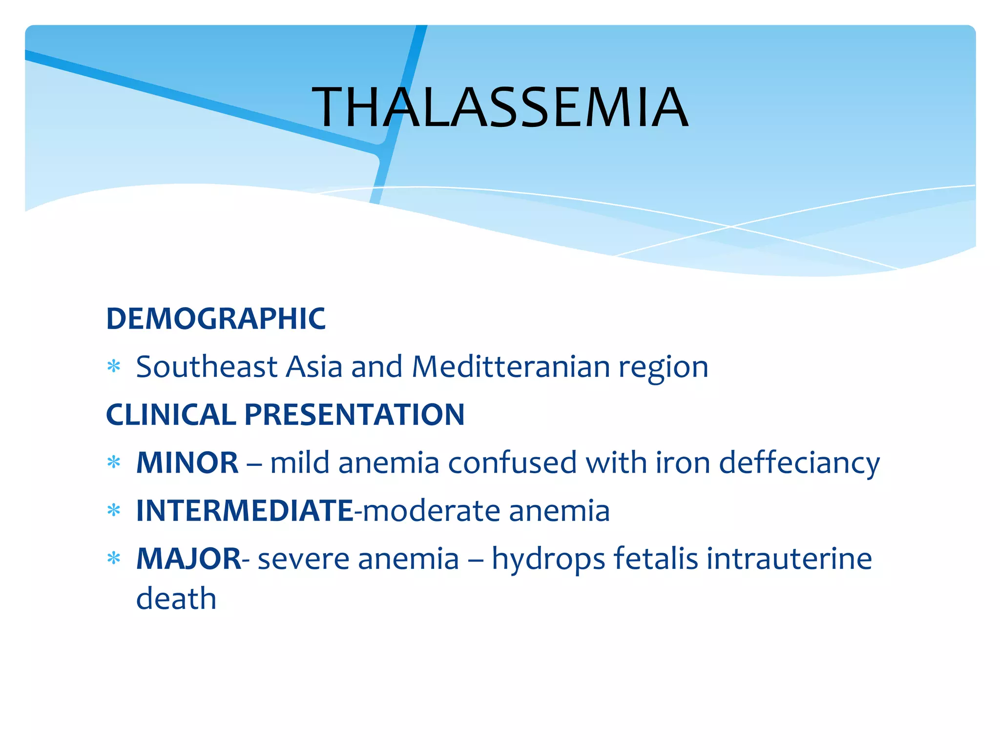 THALASSEMIA
DEMOGRAPHIC
* Southeast Asia and Meditteranian region
CLINICAL PRESENTATION
* MINOR – mild anemia confused with iron deffeciancy
* INTERMEDIATE-moderate anemia
* MAJOR- severe anemia – hydrops fetalis intrauterine
death